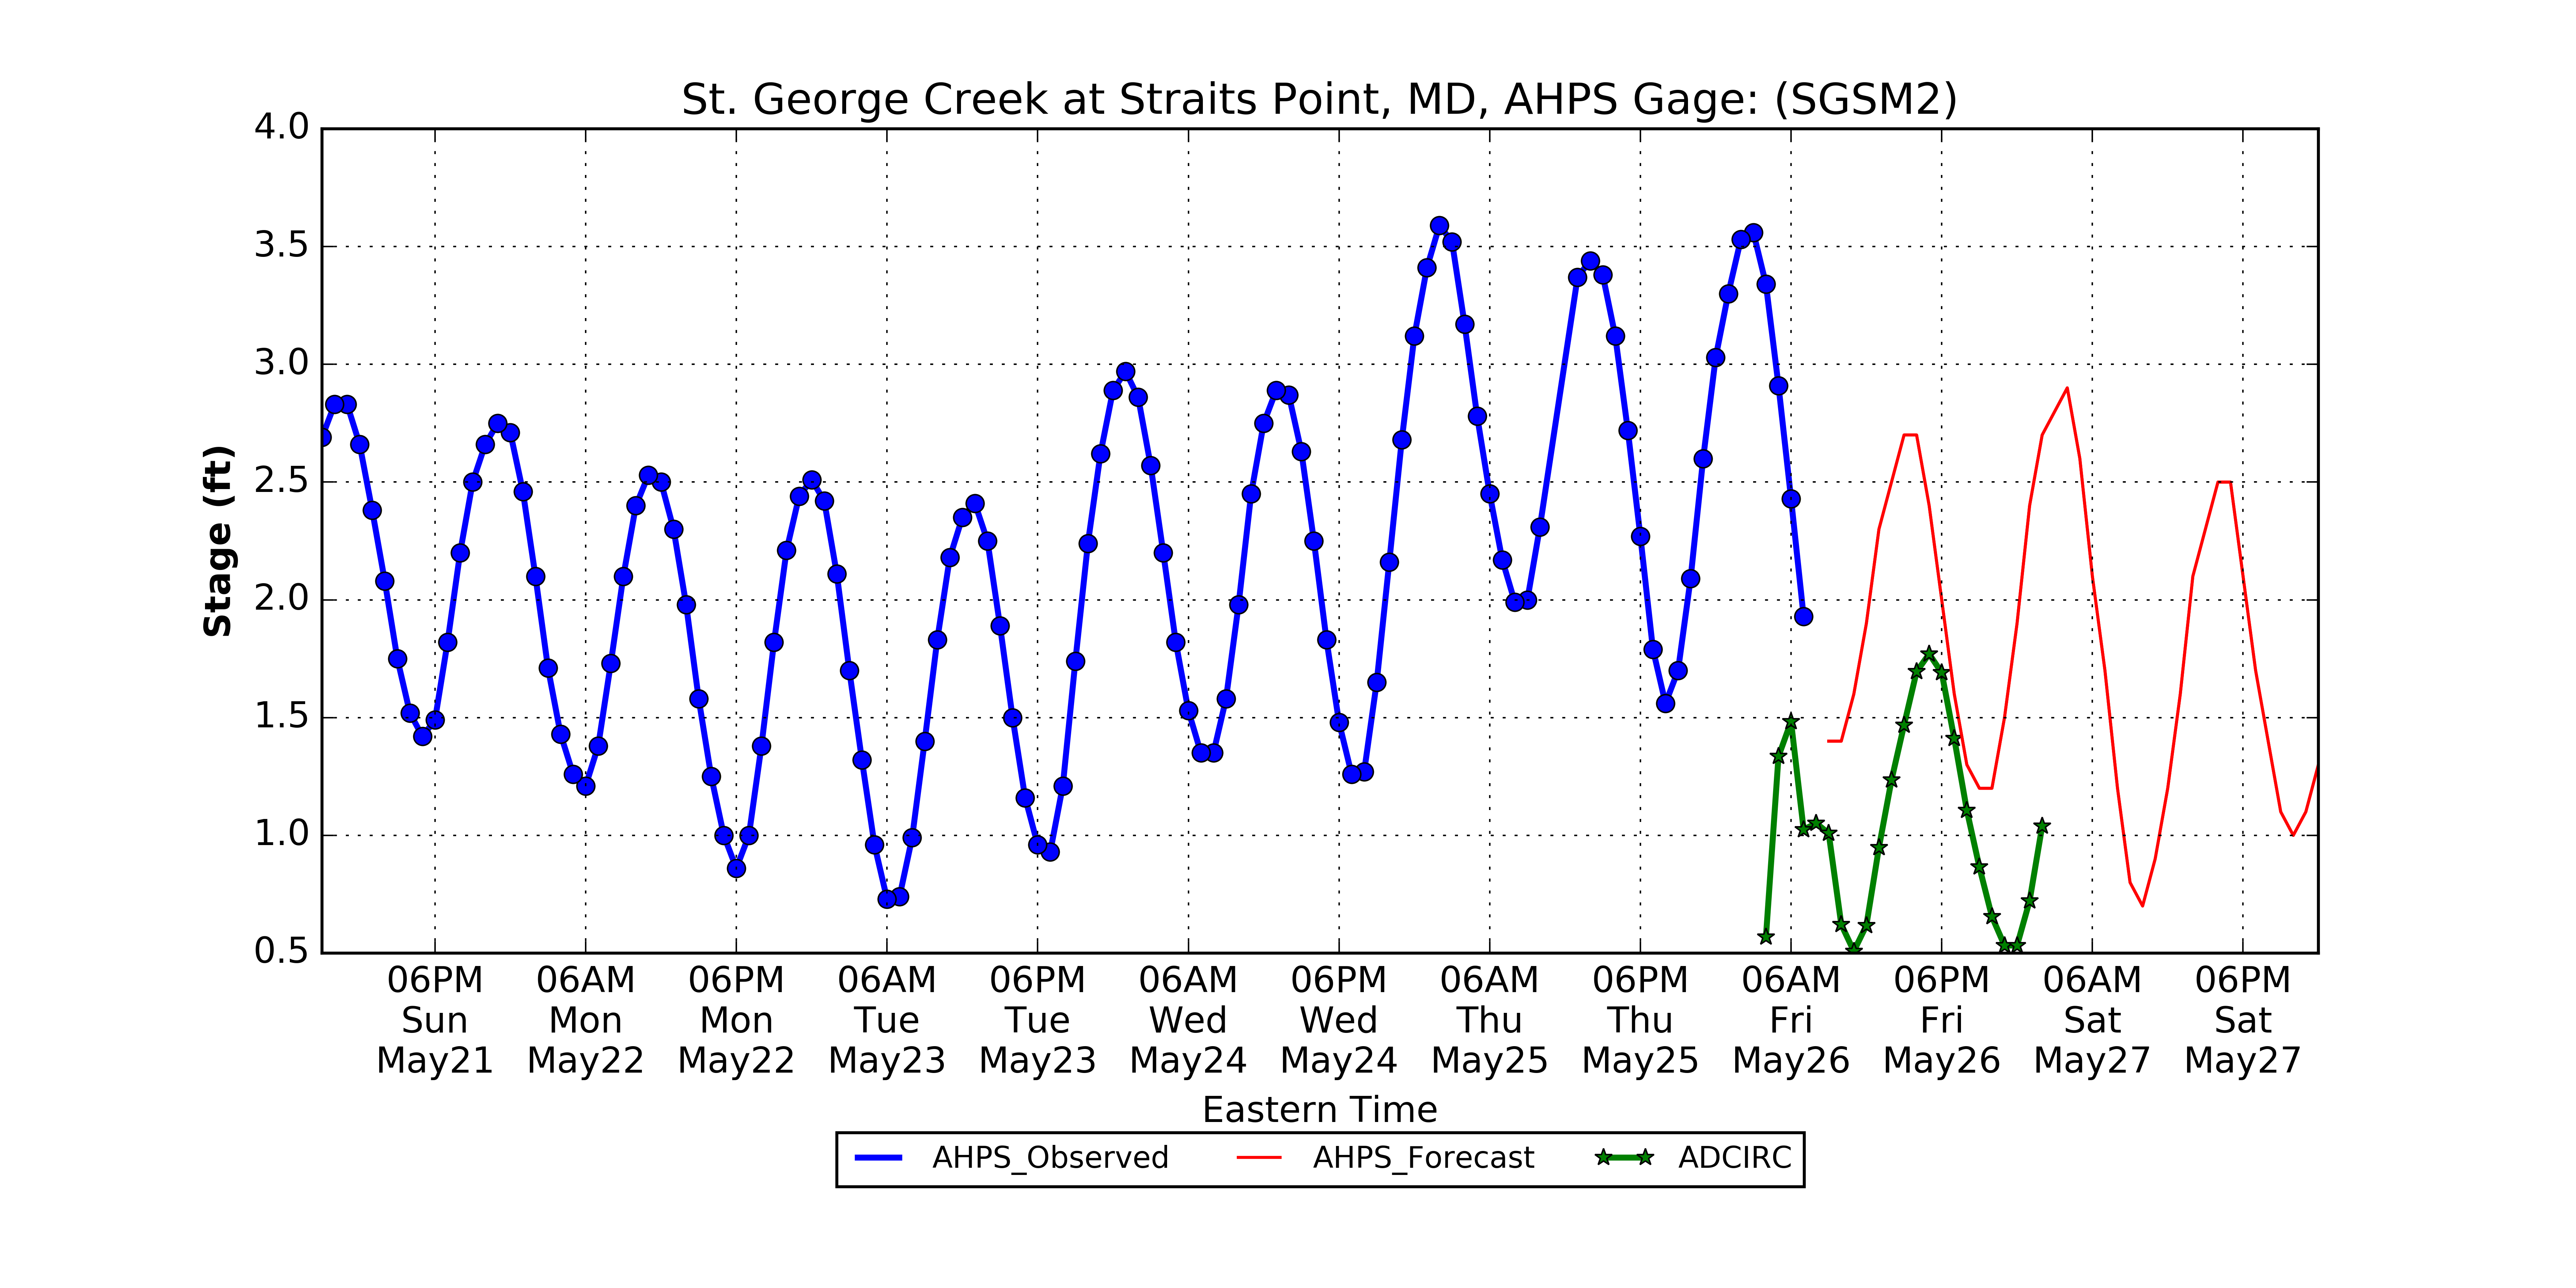 St. George Creek at Straits Point, MD, AHPS Gage: (SGSM2)
4.0
3.5
3.0
2.5
2.0
1.5
1.0
0.5
Stage (ft)
06PM 06AM 06PM 06AM 06PM 06AM 06PM 06AM 06PM 06AM 06PM 06AM 06PM
Sun Mon Mon Tue Tue Wed Wed Thu Thu Fri Fri Sat Sat
May21 May22 May22 May23 May23 May24 May24 May25 May25 May26 May26 May27 May27
Eastern Time
AHPS_Observed AHPS_Forecast ADCIRC